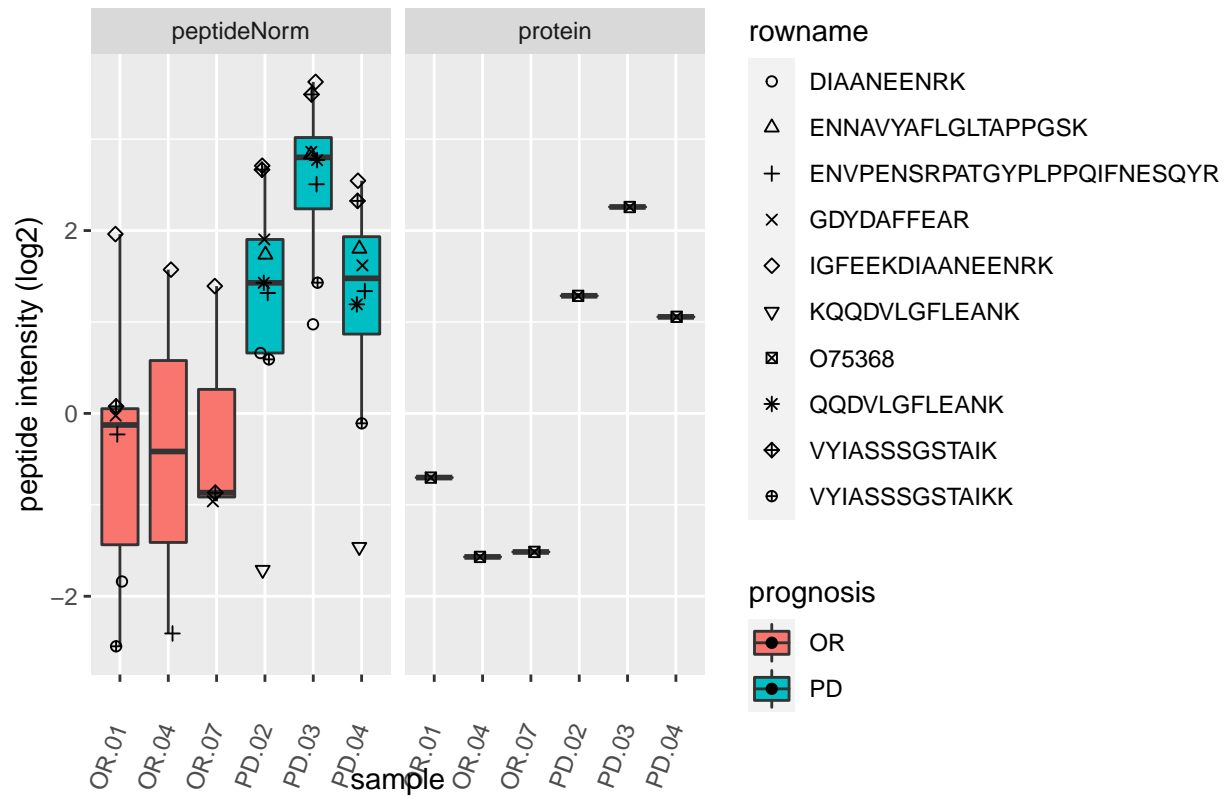 peptideNorm
protein
peptide intensity (log2)
2
0
−2
OR.01
OR.04
OR.07
PD.02
PD.03
PD.04
OR.01
OR.04
OR.07
PD.02
PD.03
PD.04
sample
rowname
DIAANEENRK
ENNAVYAFLGLTAPPGSK
ENVPENSRPATGYPLPPQIFNESQYR
GDYDAFFEAR
IGFEEKDIAANEENRK
KQQDVLGFLEANK
O75368
QQDVLGFLEANK
VYIASSSGSTAIK
VYIASSSGSTAIKK
prognosis
OR
PD